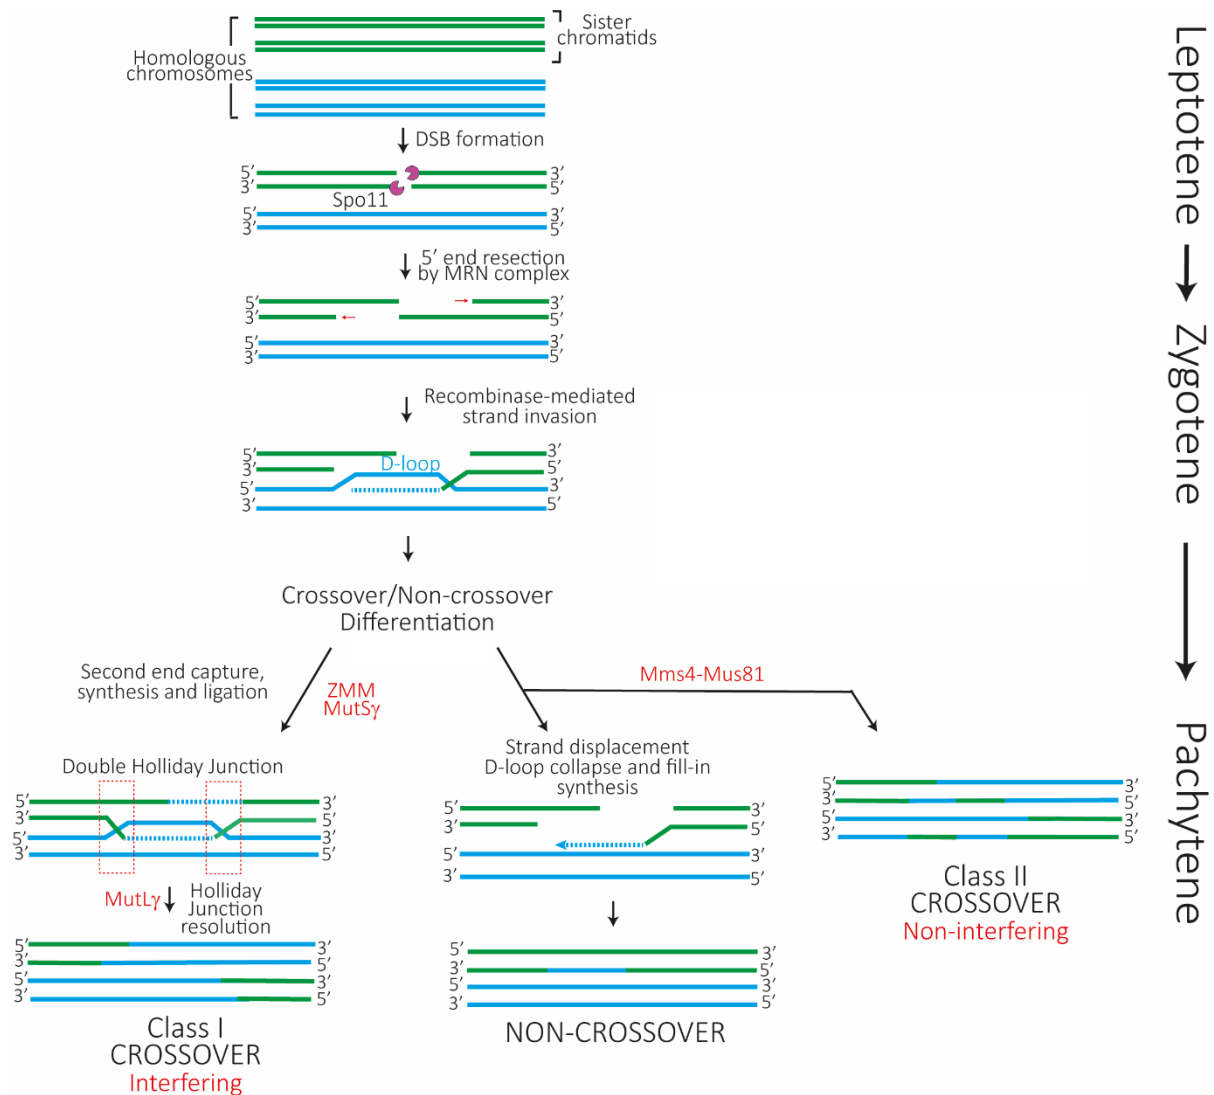 Sister
chromatids
Homologous
chromosomes
Leptotene
DSB formation
5′ 3′
3′ 5′
Spo11
5′ 3′
3′ 5′
5′ end resection
by MRN complex
5′ 3′
3′ 5′
5′ 3′
3′ 5′
Zygotene
Recombinase-mediated
strand invasion
5′ 3′
D-loop
3′ 5′
5′ 3′
3′ 5′
Crossover/Non-crossover
Differentiation
Second end capture,
synthesis and ligation
ZMM
MutSγ
Mms4-Mus81
Pachytene
Double Holliday Junction
5′ 3′
3′ 5′
5′ 3′
3′ 5′
MutLγ
Holliday
Junction
resolution
5′ 3′
3′ 5′
5′ 3′
3′ 5′
Class I
CROSSOVER
Interfering
Strand displacement
D-loop collapse and fill-in
synthesis
5′ 3′
3′ 5′
5′ 3′
3′ 5′
5′ 3′
3′ 5′
5′ 3′
3′ 5′
NON-CROSSOVER
5′ 3′
3′ 5′
5′ 3′
3′ 5′
Class II
CROSSOVER
Non-interfering